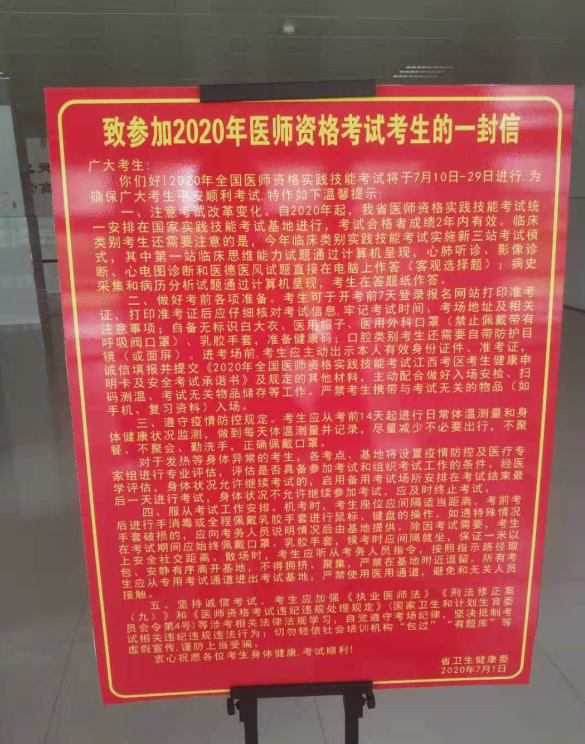 致参加2020年医师资格考试考生的一封信
广大考生:
你们好!2020年全国医师资格实践技能考试将于7月10日-29日进行,为
确保广大考生平安顺利考试,特作如下温馨提示:
一、注意考试改革变化。自2020年起,我省医师资格实践技能考试统
一安排在国家实践技能考试基地进行,考试合格者成绩2年内有效。临床
类别考生还需要注意的是,今年临床类别实践技能考试实施新三站考试模
式,其中第一站临床思维能力试题通过计算机呈现,心肺听诊、影像诊
断、心电图诊断和医德医风试题直接在电脑上作答(客观选择题);病史
采集和病历分析试题通过计算机呈现,考生在答题纸作答。
二、做好考前各项准备。考生可于开考前7天登录报名网站打印准考
证,打印准考证后应仔细核对考试信息,牢记考试时间、考场地址及相关
注意事项;自备无标识白大衣、医用帽子、医用外科口罩(禁止佩戴带有
呼吸阀口罩)、乳胶手套,准备健康码;口腔类别考生还需要自带防护目
镜(或面屏)。进考场前,考生应主动出示本人有效身份证件、准考证,
诚信填报并提交《2020年全国医师资格实践技能考试江西考区考生健康申
明卡及安全考试承诺书》及规定的其他材料,主动配合做好入场安检、扫
码测温、考试无关物品储存等工作。严禁考生携带与考试无关的物品(如
手机、复习资料)入场。
三、遵守疫情防控规定。考生应从考前14天起进行日常体温测量和身
体健康状况监测,做到每天体温测量并记录,尽量减少不必要出行,不聚
餐、不聚会、勤洗手,正确佩戴口罩。
对于发热等身体异常的考生,各考点、基地将设置疫情防控及医疗专
家组进行专业评估,评估是否具备参加考试和组织考试工作的条件。经医
学评估,身体状况允许继续考试的,启用备用考试场所安排在考试结束最
后一天进行考试,身体状况不允许继续参加考试,应及时终止考试。
四、服从考试工作安排。机考时,考生座位应间隔适当距离。考前考
后进行手消毒或全程佩戴乳胶手套进行鼠标、键盘的操作。如遇特殊情况
手套破损的,应向考务人员说明情况后由基地提供。除因考试需要,考生
在考试期间应始终佩戴口罩、乳胶手套,候考时应间隔就坐,保证一米以
上安全社交距离,散场时,考生应听从考务人员指令,按照指示路径取
包、安静有序离开基地,不得拥挤、聚集,严禁在基地附近逗留。所有考
生应从专用考试通道进出考试基地,严禁使用医用通道,避免和无关人员
接触。
五、坚持诚信考试。考生应加强《执业医师法》《刑法修正案
(九)》和《医师资格考试违纪违规处理规定》(国家卫生和计划生育委
员会令第4号)等涉考相关法律法规学习,自觉遵守考场纪律,坚决抵制考
试相关违纪违规违法行为;切勿轻信社会培训机构"包过""有题库"等
虚假宣传,谨防上当受骗。
衷心祝愿各位考生身体健康,考试顺利!
省卫生健康委
2020年7月1日